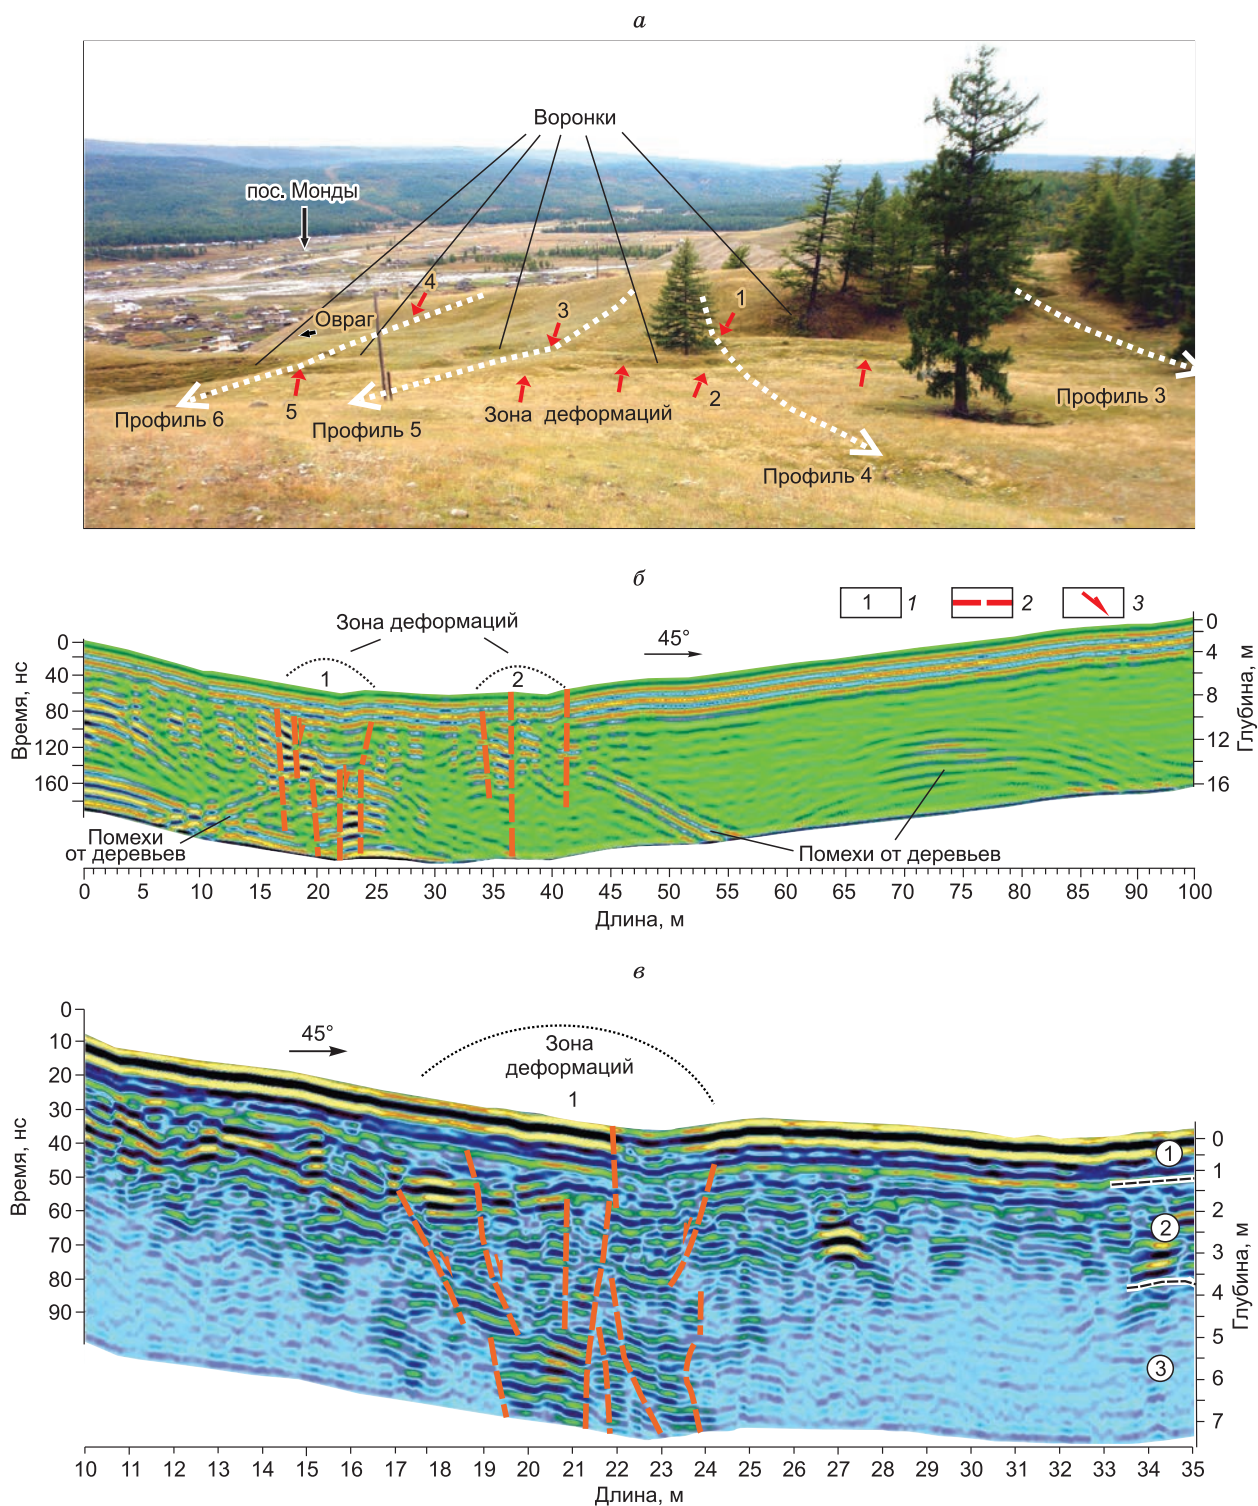 а
Воронки
пос. Монды
4
3
1
Овраг
5
2
Профиль 6
Профиль 5
Зона деформаций
Профиль 3
Профиль 4
б
1 1 2 3
Зона деформаций
45°
1
2
Время, нс
0
40
80
120
160
Глубина, м
0
4
8
12
16
Помехи
от деревьев
Помехи от деревьев
0 5 10 15 20 25 30 35 40 45 50 55 60 65 70 75 80 85 90 100
Длина, м
в
45°
Зона
деформаций
1
Время, нс
0
10
20
30
40
50
60
70
80
90
Глубина, м
0
1
2
3
4
5
6
7
1
2
3
10 11 12 13 14 15 16 17 18 19 20 21 22 23 24 26 27 28 29 30 31 32 33 34 35
Длина, м